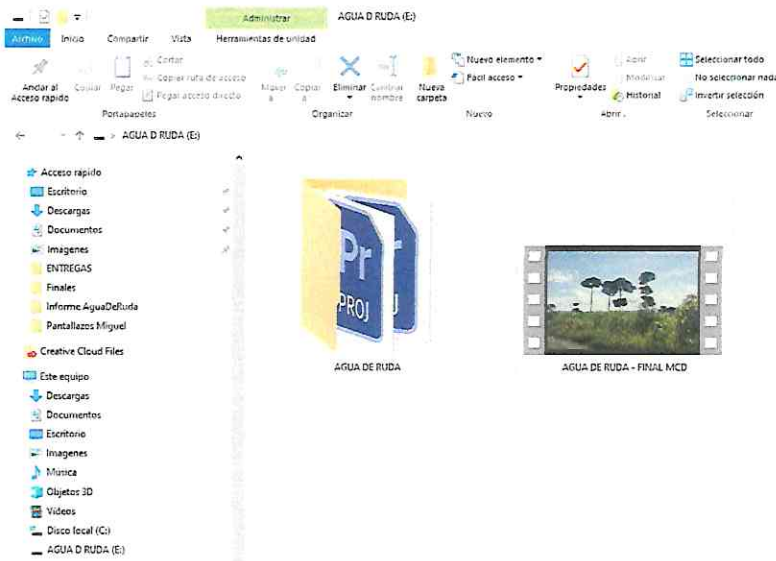 Administrar
AGUA D RUDA (E:)
Archivo Inicio Compartir Vista Herramientas de unidad
Anclar al Acceso rápido
Copiar
Pegar
Cortar
Copiar ruta de acceso
Pegar acceso directo
Portapapeles
Mover a
Copiar a
Eliminar
Cambiar nombre
Organizar
Nueva carpeta
Nuevo elemento
Fácil acceso
Nuevo
Propiedades
Abrir
Modificar
Historial
Abrir
Seleccionar todo
No seleccionar nada
Invertir selección
Seleccionar
AGUA D RUDA (E:)
Acceso rápido
Escritorio
Descargas
Documentos
Imágenes
ENTREGAS
Finales
Informe AguaDeRuda
Pantallazos Miguel
Creative Cloud Files
Este equipo
Descargas
Documentos
Escritorio
Imágenes
Música
Objetos 3D
Vídeos
Disco local (C:)
AGUA D RUDA (E:)
Pr
PROJ
AGUA DE RUDA
AGUA DE RUDA - FINAL MCD